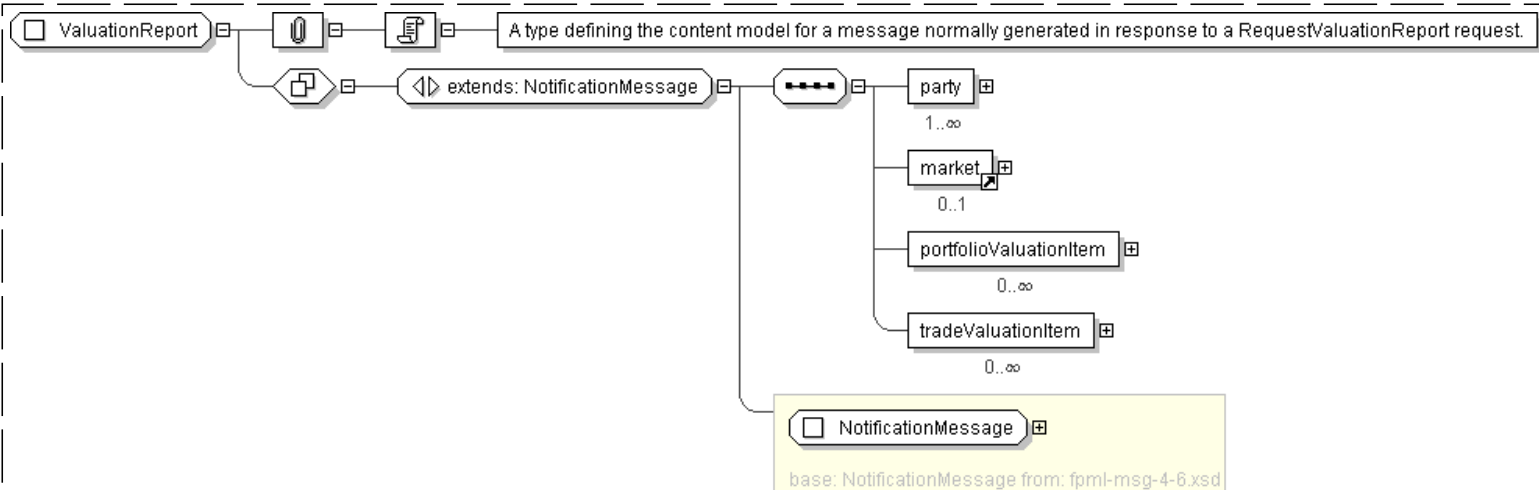 ValuationReport
A type defining the content model for a message normally generated in response to a RequestValuationReport request.
extends: NotificationMessage
party
1..∞
market
0..1
portfolioValuationItem
0..∞
tradeValuationItem
0..∞
NotificationMessage
base: NotificationMessage from: fpml-msg-4-6.xsd